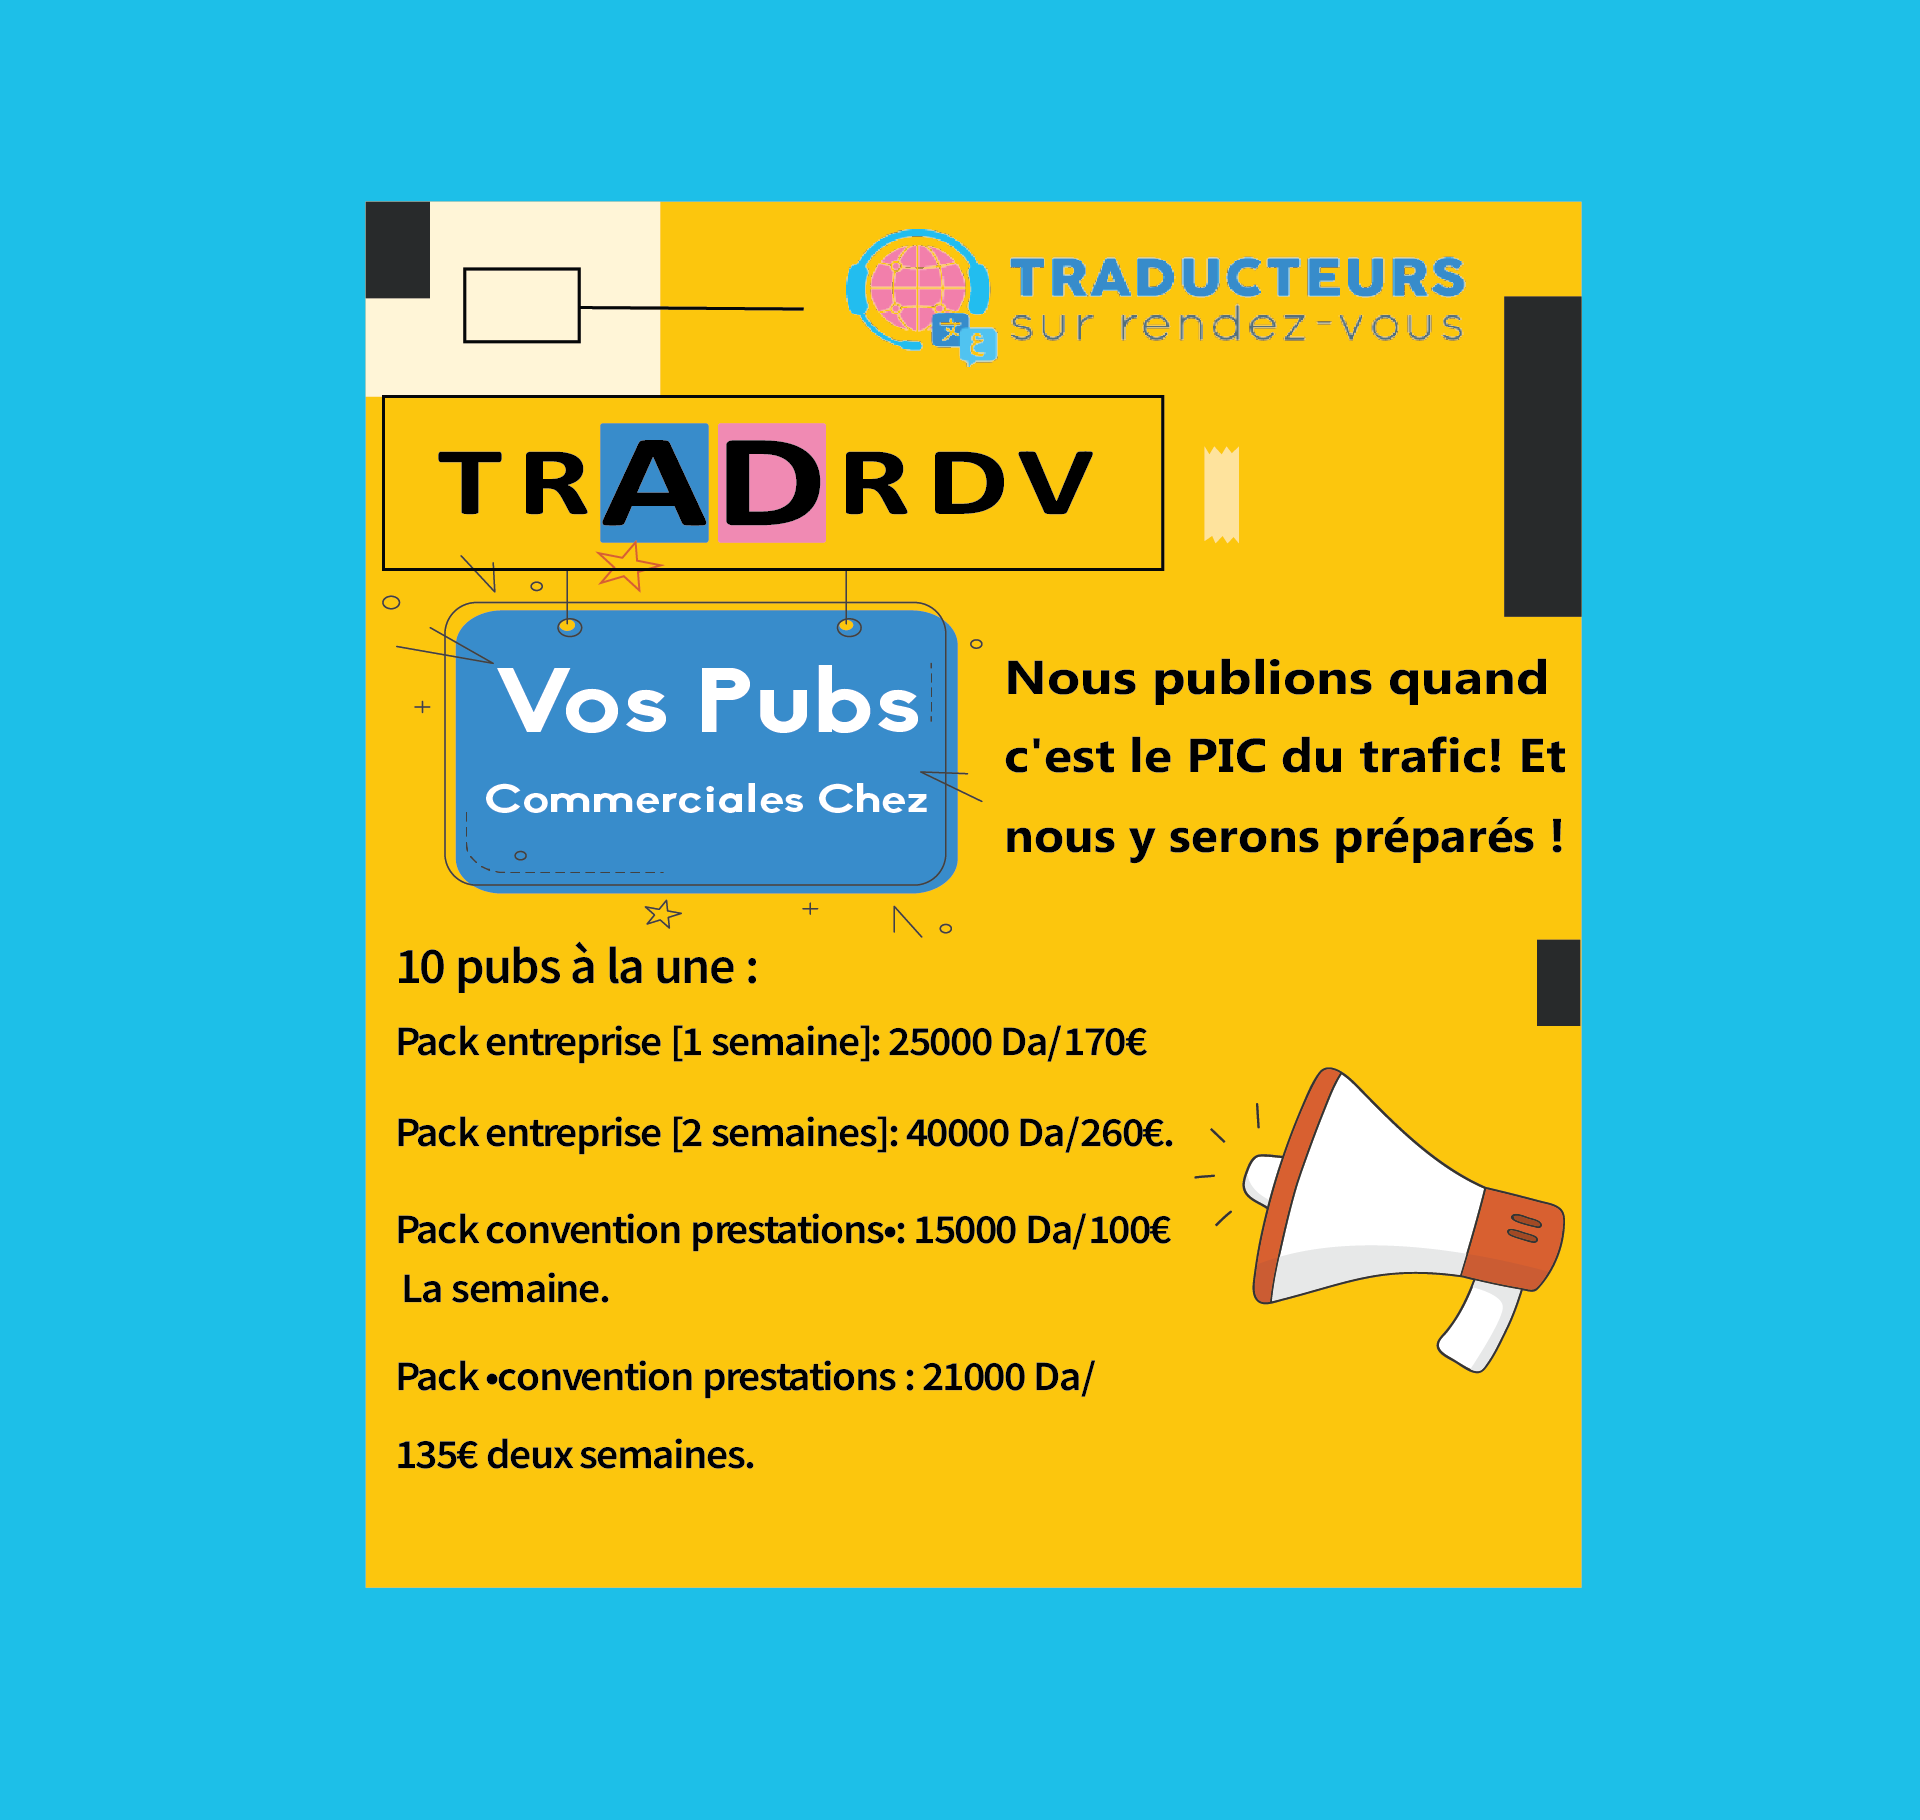 TRADUCTEURS
sur rendez-vous
文
ع
TRADRDV
Vos Pubs
Commerciales Chez
Nous publions quand
c'est le PIC du trafic! Et
nous y serons préparés !
10 pubs à la une :
Pack entreprise [1 semaine]: 25000 Da/170€
Pack entreprise [2 semaines]: 40000 Da/260€.
Pack convention prestations•: 15000 Da/100€
La semaine.
Pack •convention prestations : 21000 Da/
135€ deux semaines.